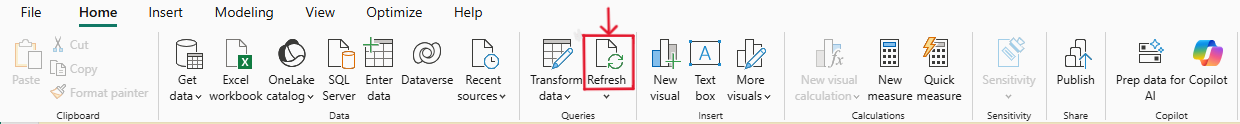 File Home Insert Modeling View Optimize Help
Paste
Cut
Copy
Format painter
Clipboard
Get
data
Excel
workbook
OneLake
catalog
SQL
Server
Enter
data
Dataverse
Recent
sources
Data
Transform
data
Refresh
Queries
New
visual
Text
box
More
visuals
Insert
New visual
calculation
New
measure
Quick
measure
Calculations
Sensitivity
Sensitivity
Publish
Share
Prep data for
AI
Copilot
Copilot